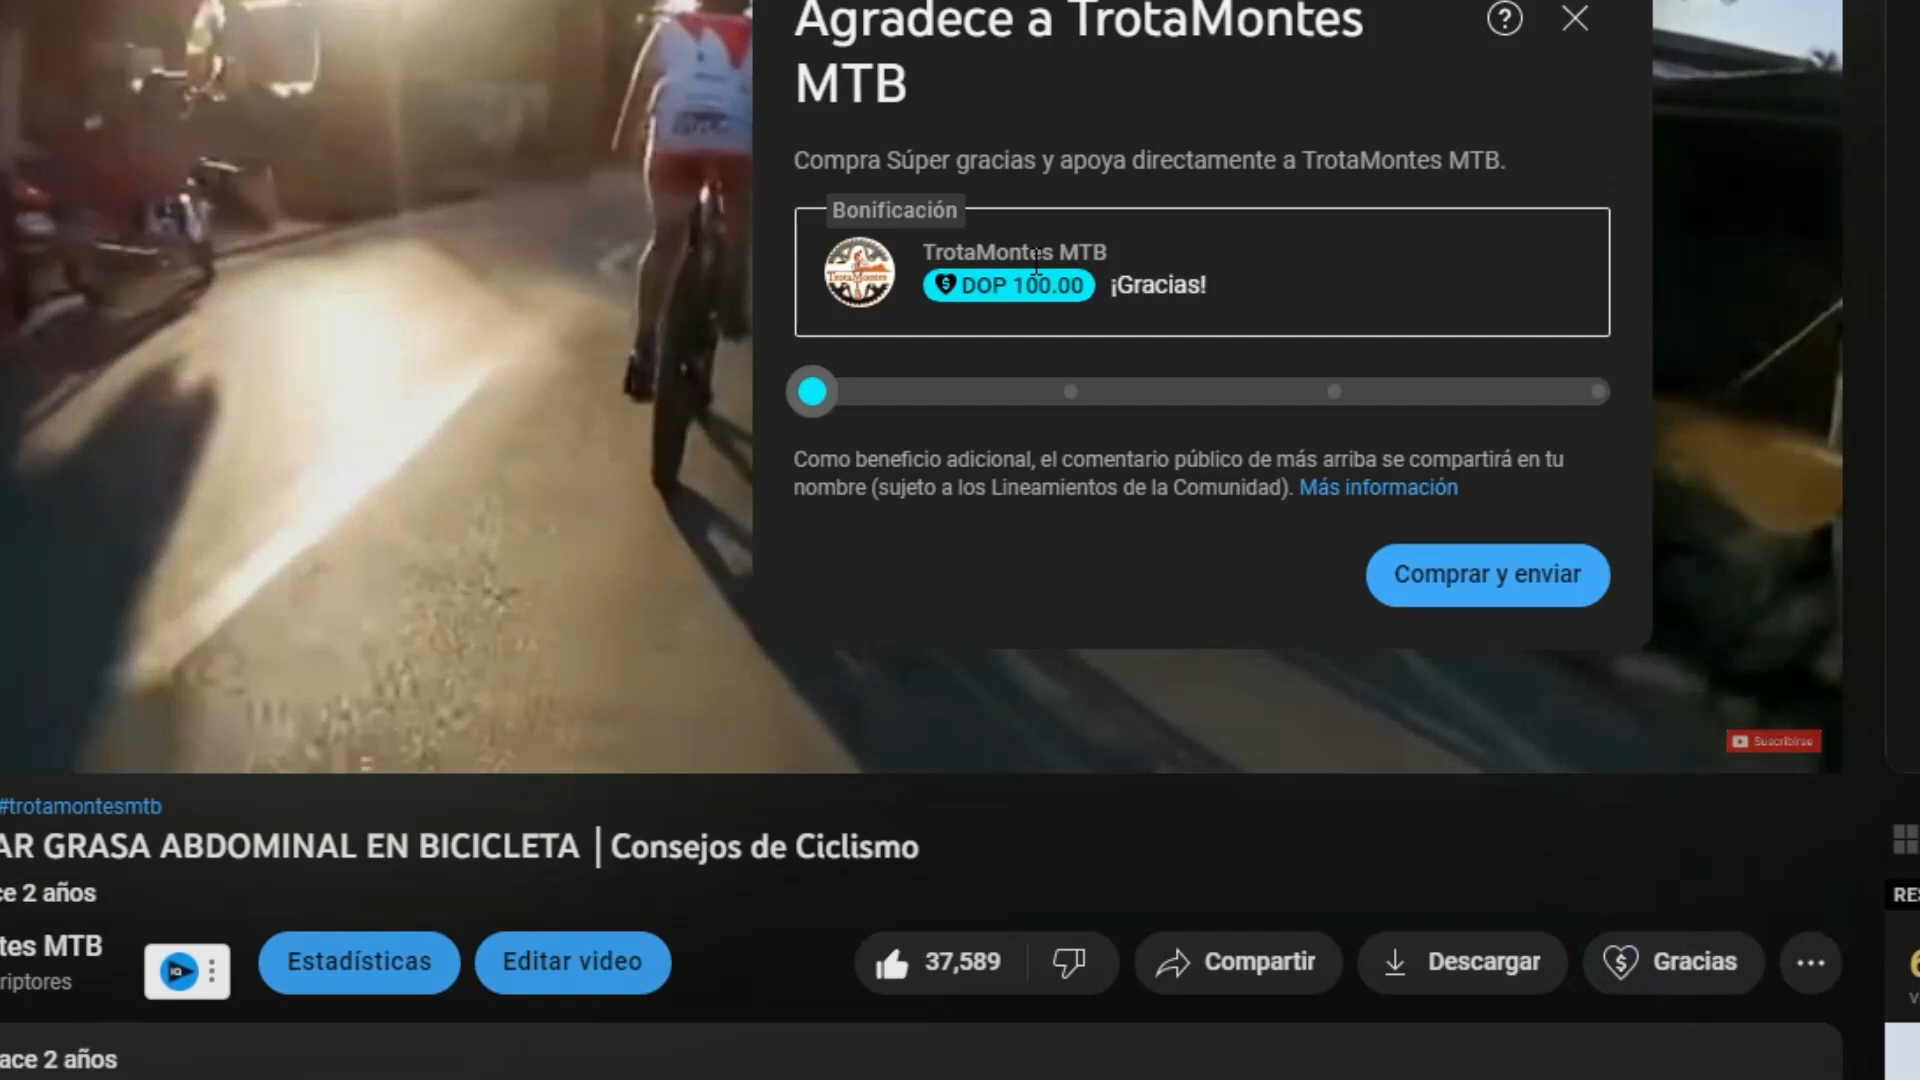 Agradece a TrotaMontes
MTB
Compra Súper gracias y apoya directamente a TrotaMontes MTB.
Bonificación
TrotaMontes MTB
DOP 100.00 ¡Gracias!
Como beneficio adicional, el comentario público de más arriba se compartirá en tu
nombre (sujeto a los Lineamientos de la Comunidad). Más información
Comprar y enviar
Suscribirse
#trotamontesmtb
AR GRASA ABDOMINAL EN BICICLETA | Consejos de Ciclismo
ce 2 años
tes MTB
riptores
IQ
Estadísticas
Editar video
37,589
Compartir
Descargar
Gracias
RES
ace 2 años